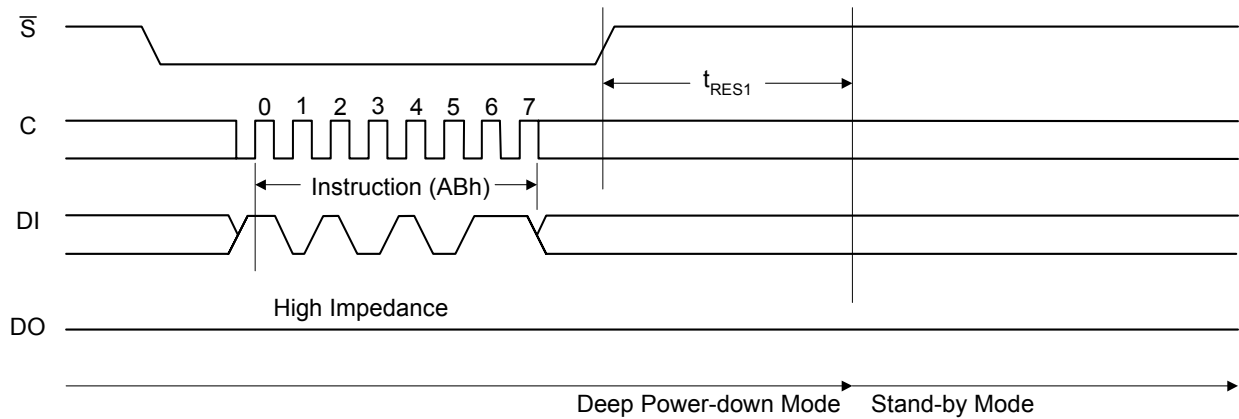 S̅
t_RES1
0 1 2 3 4 5 6 7
C
Instruction (ABh)
DI
High Impedance
DO
Deep Power-down Mode Stand-by Mode